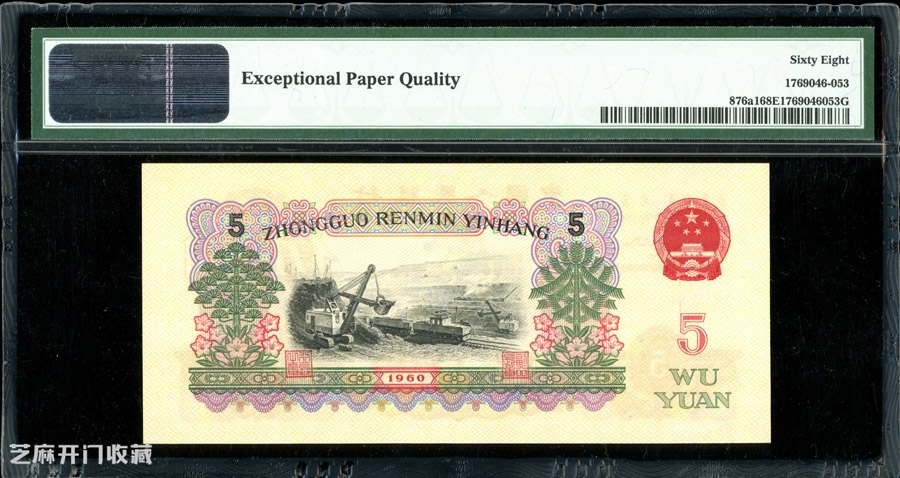 Exceptional Paper Quality
Sixty Eight
1769046-053
876a168E1769046053G
5 ZHONGGUO RENMIN YINHANG 5
1960
5
WU
YUAN
芝麻开门收藏